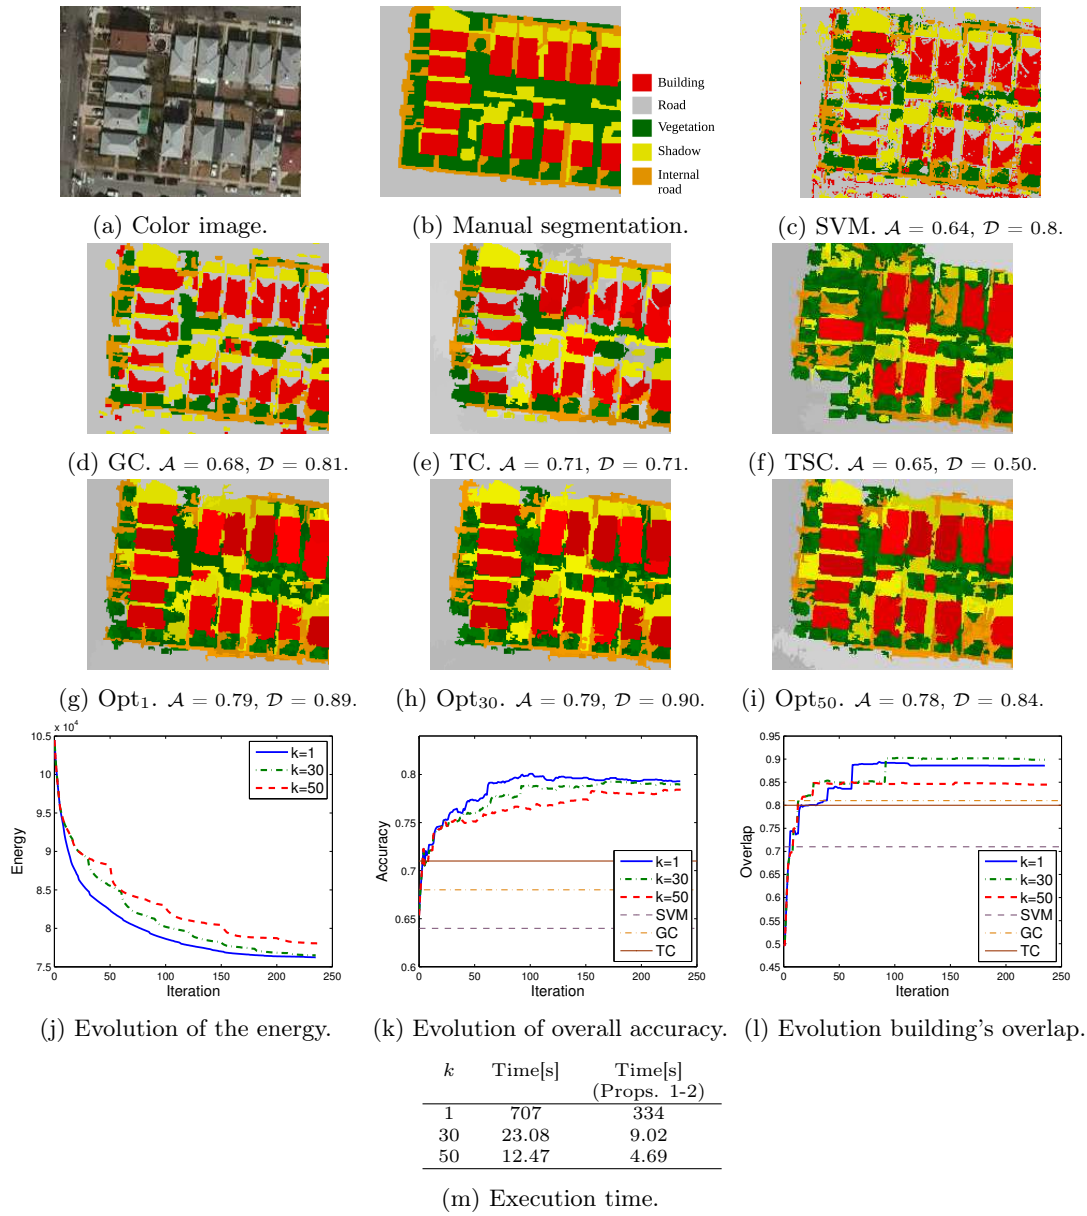 Building
Road
Vegetation
Shadow
Internal
road
(a) Color image.
(b) Manual segmentation.
(c) SVM. 𝒜 = 0.64, 𝒟 = 0.8.
(d) GC. 𝒜 = 0.68, 𝒟 = 0.81.
(e) TC. 𝒜 = 0.71, 𝒟 = 0.71.
(f) TSC. 𝒜 = 0.65, 𝒟 = 0.50.
(g) Opt₁. 𝒜 = 0.79, 𝒟 = 0.89.
(h) Opt₃₀. 𝒜 = 0.79, 𝒟 = 0.90.
(i) Opt₅₀. 𝒜 = 0.78, 𝒟 = 0.84.
x 10⁴
10.5
10
9.5
9
8.5
8
7.5
Energy
k=1
k=30
k=50
0 50 100 150 200 250
Iteration
0.8
0.75
0.7
0.65
0.6
Accuracy
k=1
k=30
k=50
SVM
GC
TC
0 50 100 150 200 250
Iteration
0.95
0.9
0.85
0.8
0.75
0.7
0.65
0.6
0.55
0.5
0.45
Overlap
k=1
k=30
k=50
SVM
GC
TC
0 50 100 150 200 250
Iteration
(j) Evolution of the energy.
(k) Evolution of overall accuracy.
(l) Evolution building's overlap.
k Time[s] Time[s]
(Props. 1-2)
1 707 334
30 23.08 9.02
50 12.47 4.69
(m) Execution time.